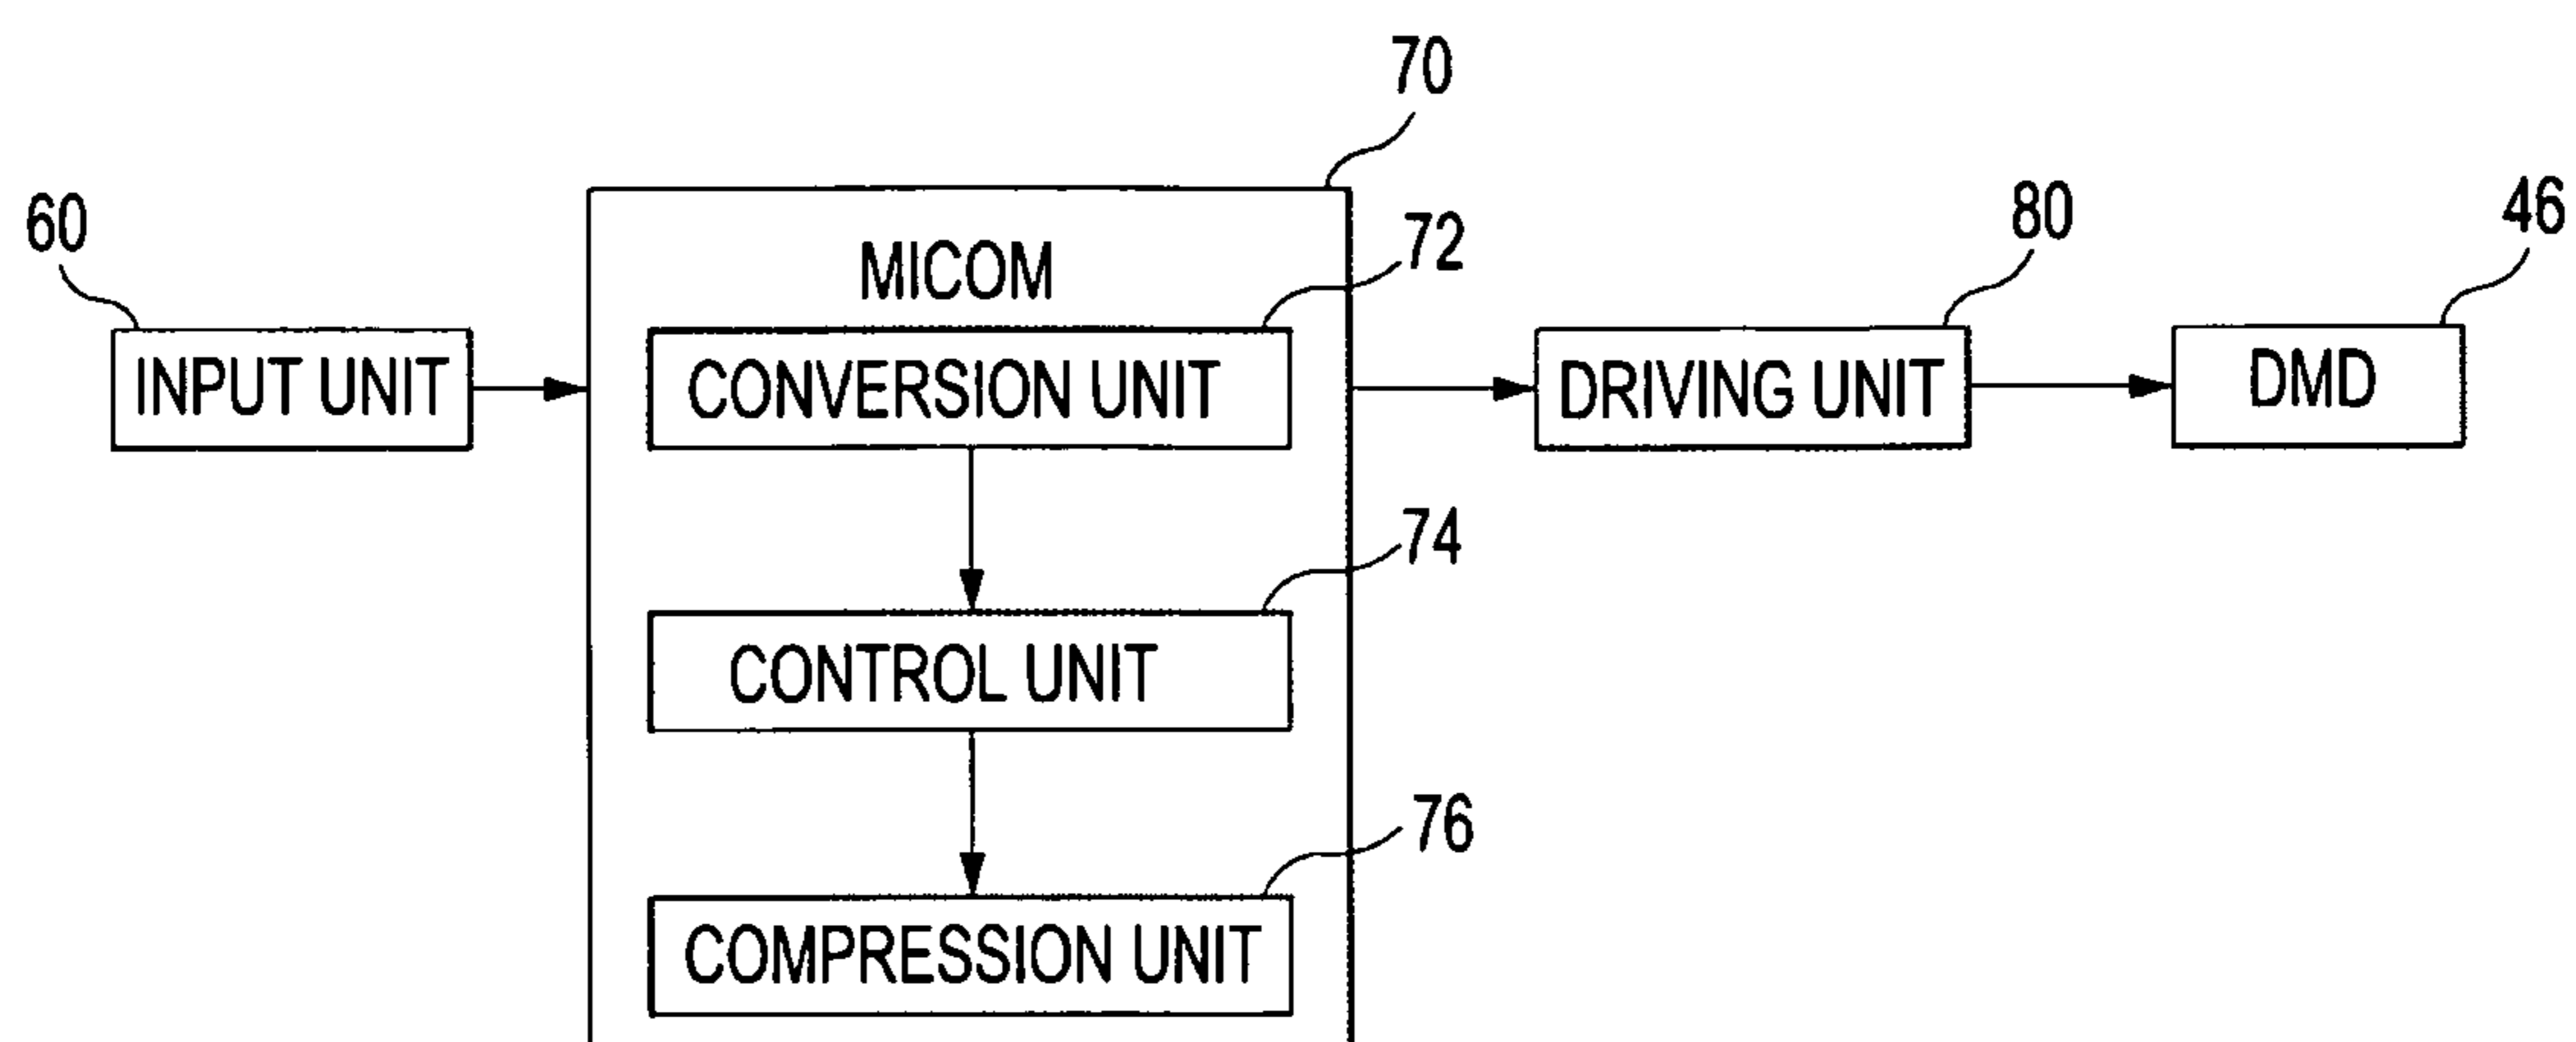 70
60
MICOM
72
80
46
INPUT UNIT
CONVERSION UNIT
DRIVING UNIT
DMD
74
CONTROL UNIT
76
COMPRESSION UNIT